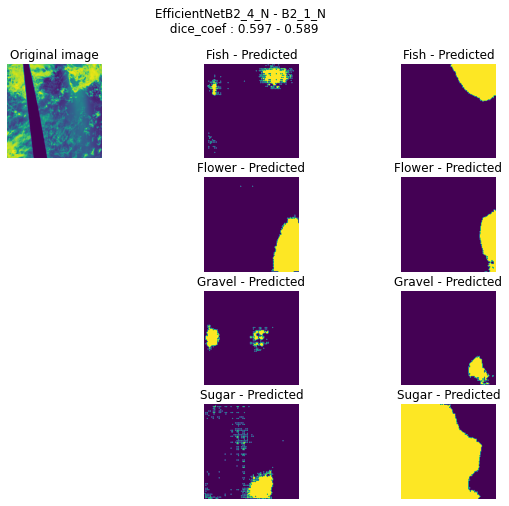 EfficientNetB2_4_N - B2_1_N
dice_coef : 0.597 - 0.589
Original image
Fish - Predicted
Fish - Predicted
Flower - Predicted
Flower - Predicted
Gravel - Predicted
Gravel - Predicted
Sugar - Predicted
Sugar - Predicted